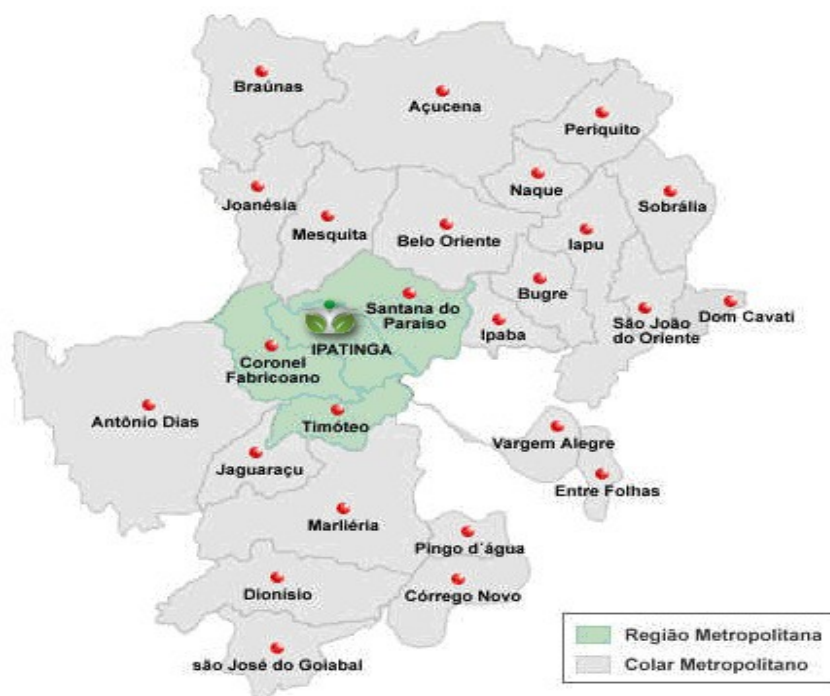 Braúnas
Açucena
Periquito
Joanésia
Mesquita
Naque
Sobrália
Belo Oriente
Iapu
Bugre
Santana do
Paraíso
Ipaba
São João
do Oriente
Dom Cavati
IPATINGA
Coronel
Fabricoano
Antônio Dias
Timóteo
Vargem Alegre
Jaguaraçu
Entre Folhas
Marliéria
Pingo d´água
Dionísio
Córrego Novo
são José do Goiabal
Região Metropolitana
Colar Metropolitano